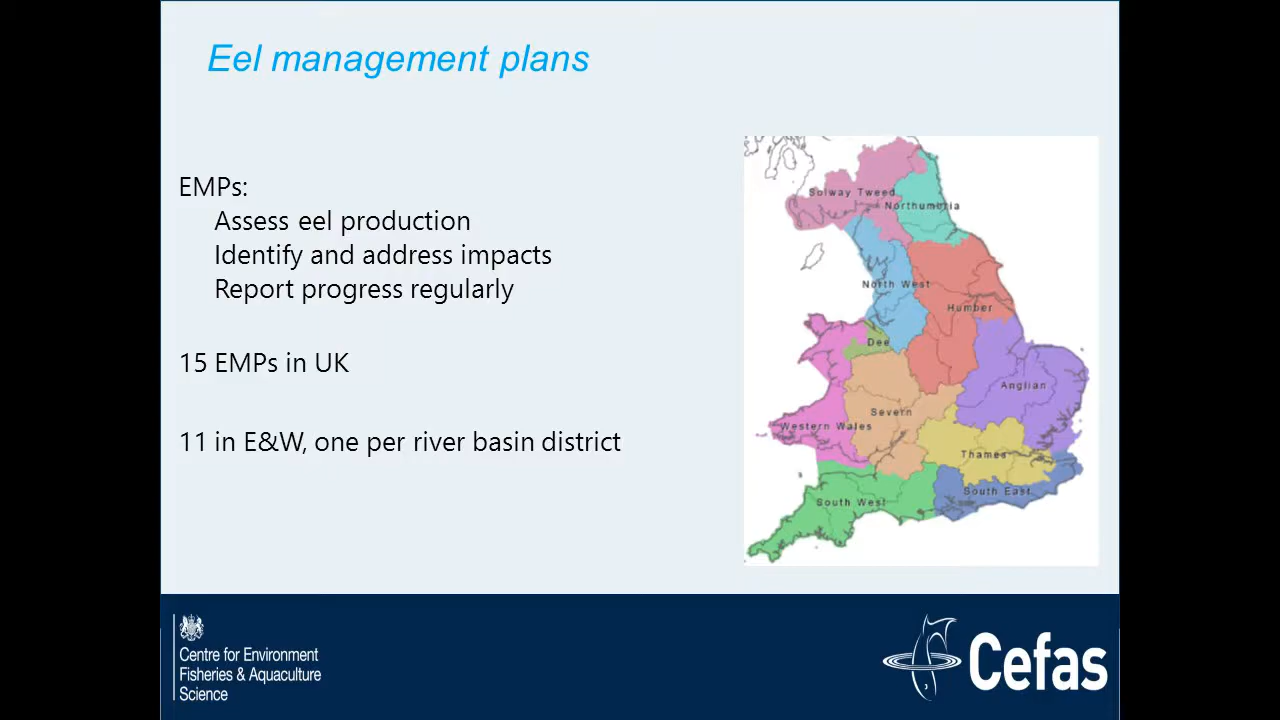 Eel management plans
EMPs:
Assess eel production
Identify and address impacts
Report progress regularly
15 EMPs in UK
11 in E&W, one per river basin district
Solway Tweed
Northumbria
North West
Humber
Dee
Anglian
Severn
Western Wales
Thames
South East
South West
Centre for Environment
Fisheries & Aquaculture
Science
Cefas